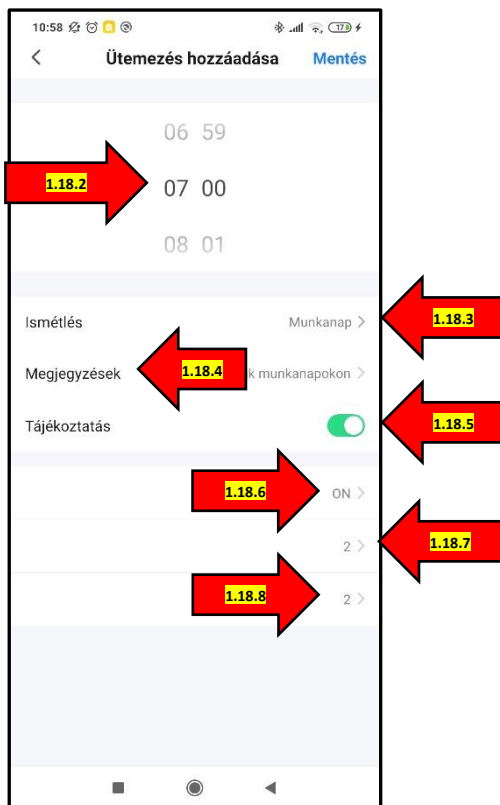 10:58 17
Ütemezés hozzáadása Mentés
06 59
1.18.2 07 00
08 01
Ismétlés Munkanap 1.18.3
Megjegyzések 1.18.4 k munkanapokon
Tájékoztatás 1.18.5
1.18.6 ON
2 1.18.7
1.18.8 2